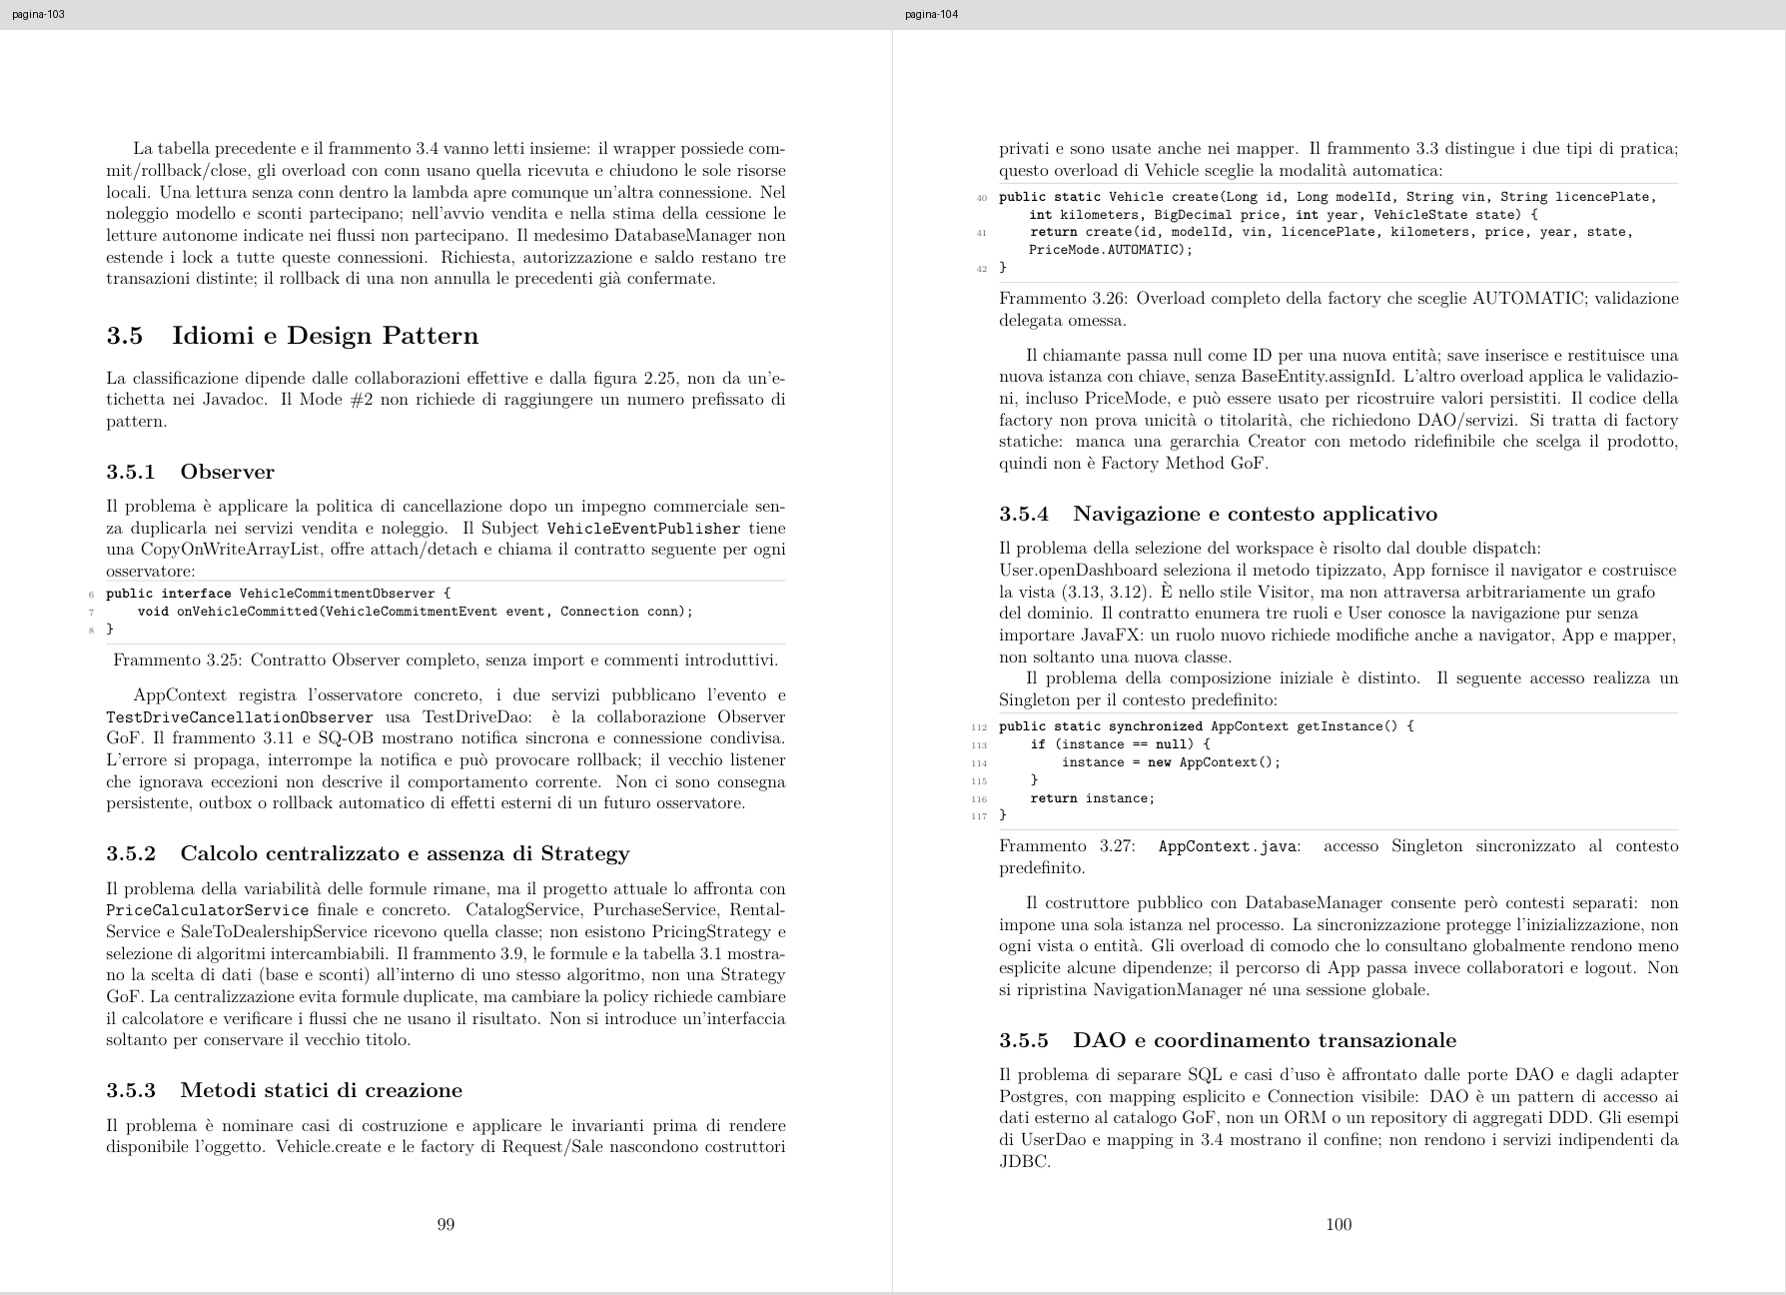 pagina-103
La tabella precedente e il frammento 3.4 vanno letti insieme: il wrapper possiede com-
mit/rollback/close, gli overload con conn usano quella ricevuta e chiudono le sole risorse
locali. Una lettura senza conn dentro la lambda apre comunque un'altra connessione. Nel
noleggio modello e sconti partecipano; nell'avvio vendita e nella stima della cessione le
letture autonome indicate nei flussi non partecipano. Il medesimo DatabaseManager non
estende i lock a tutte queste connessioni. Richiesta, autorizzazione e saldo restano tre
transazioni distinte; il rollback di una non annulla le precedenti già confermate.
3.5 Idiomi e Design Pattern
La classificazione dipende dalle collaborazioni effettive e dalla figura 2.25, non da un'e-
tichetta nei Javadoc. Il Mode #2 non richiede di raggiungere un numero prefissato di
pattern.
3.5.1 Observer
Il problema è applicare la politica di cancellazione dopo un impegno commerciale sen-
za duplicarla nei servizi vendita e noleggio. Il Subject VehicleEventPublisher tiene
una CopyOnWriteArrayList, offre attach/detach e chiama il contratto seguente per ogni
osservatore:
6 public interface VehicleCommitmentObserver {
7 void onVehicleCommitted(VehicleCommitmentEvent event, Connection conn);
8 }
Frammento 3.25: Contratto Observer completo, senza import e commenti introduttivi.
AppContext registra l'osservatore concreto, i due servizi pubblicano l'evento e
TestDriveCancellationObserver usa TestDriveDao: è la collaborazione Observer
GoF. Il frammento 3.11 e SQ-OB mostrano notifica sincrona e connessione condivisa.
L'errore si propaga, interrompe la notifica e può provocare rollback; il vecchio listener
che ignorava eccezioni non descrive il comportamento corrente. Non ci sono consegna
persistente, outbox o rollback automatico di effetti esterni di un futuro osservatore.
3.5.2 Calcolo centralizzato e assenza di Strategy
Il problema della variabilità delle formule rimane, ma il progetto attuale lo affronta con
PriceCalculatorService finale e concreto. CatalogService, PurchaseService, Rental-
Service e SaleToDealershipService ricevono quella classe; non esistono PricingStrategy e
selezione di algoritmi intercambiabili. Il frammento 3.9, le formule e la tabella 3.1 mostra-
no la scelta di dati (base e sconti) all'interno di uno stesso algoritmo, non una Strategy
GoF. La centralizzazione evita formule duplicate, ma cambiare la policy richiede cambiare
il calcolatore e verificare i flussi che ne usano il risultato. Non si introduce un'interfaccia
soltanto per conservare il vecchio titolo.
3.5.3 Metodi statici di creazione
Il problema è nominare casi di costruzione e applicare le invarianti prima di rendere
disponibile l'oggetto. Vehicle.create e le factory di Request/Sale nascondono costruttori
99
pagina-104
privati e sono usate anche nei mapper. Il frammento 3.3 distingue i due tipi di pratica;
questo overload di Vehicle sceglie la modalità automatica:
40 public static Vehicle create(Long id, Long modelId, String vin, String licencePlate,
int kilometers, BigDecimal price, int year, VehicleState state) {
41 return create(id, modelId, vin, licencePlate, kilometers, price, year, state,
PriceMode.AUTOMATIC);
42 }
Frammento 3.26: Overload completo della factory che sceglie AUTOMATIC; validazione
delegata omessa.
Il chiamante passa null come ID per una nuova entità; save inserisce e restituisce una
nuova istanza con chiave, senza BaseEntity.assignId. L'altro overload applica le validazio-
ni, incluso PriceMode, e può essere usato per ricostruire valori persistiti. Il codice della
factory non prova unicità o titolarità, che richiedono DAO/servizi. Si tratta di factory
statiche: manca una gerarchia Creator con metodo ridefinibile che scelga il prodotto,
quindi non è Factory Method GoF.
3.5.4 Navigazione e contesto applicativo
Il problema della selezione del workspace è risolto dal double dispatch:
User.openDashboard seleziona il metodo tipizzato, App fornisce il navigator e costruisce
la vista (3.13, 3.12). È nello stile Visitor, ma non attraversa arbitrariamente un grafo
del dominio. Il contratto enumera tre ruoli e User conosce la navigazione pur senza
importare JavaFX: un ruolo nuovo richiede modifiche anche a navigator, App e mapper,
non soltanto una nuova classe.
Il problema della composizione iniziale è distinto. Il seguente accesso realizza un
Singleton per il contesto predefinito:
112 public static synchronized AppContext getInstance() {
113 if (instance == null) {
114 instance = new AppContext();
115 }
116 return instance;
117 }
Frammento 3.27: AppContext.java: accesso Singleton sincronizzato al contesto
predefinito.
Il costruttore pubblico con DatabaseManager consente però contesti separati: non
impone una sola istanza nel processo. La sincronizzazione protegge l'inizializzazione, non
ogni vista o entità. Gli overload di comodo che lo consultano globalmente rendono meno
esplicite alcune dipendenze; il percorso di App passa invece collaboratori e logout. Non
si ripristina NavigationManager né una sessione globale.
3.5.5 DAO e coordinamento transazionale
Il problema di separare SQL e casi d'uso è affrontato dalle porte DAO e dagli adapter
Postgres, con mapping esplicito e Connection visibile: DAO è un pattern di accesso ai
dati esterno al catalogo GoF, non un ORM o un repository di aggregati DDD. Gli esempi
di UserDao e mapping in 3.4 mostrano il confine; non rendono i servizi indipendenti da
JDBC.
100